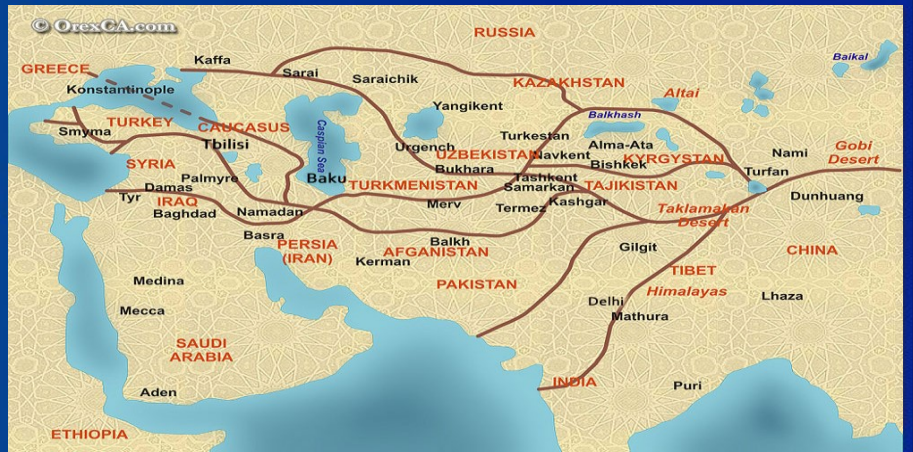 © OrexCA.com
RUSSIA
Baikal
Kaffa
GREECE
Sarai
Saraichik
KAZAKHSTAN
Konstaminople
Altai
Yangikent
Balkhash
TURKEY
CAUCASUS
Smyma
Tbilisi
Caspian Sea
Turkestan
Urgench
UZBEKISTAN
Navkent
Alma-Ata
Bishkek
KYRGYSTAN
Nami
Gobi
Desert
SYRIA
Bukhara
Turfan
Palmyre
Baku
TURKMENISTAN
Tashkent
Samarkan
TAJIKISTAN
Damas
Tyr
IRAQ
Baghdad
Namadan
Merv
Termez
Kashgar
Taklamakan
Desert
Dunhuang
Basra
PERSIA
(IRAN)
Balkh
AFGANISTAN
Kerman
Gilgit
CHINA
TIBET
Medina
PAKISTAN
Himalayas
Lhaza
Mecca
Delhi
Mathura
SAUDI
ARABIA
Aden
INDIA
Puri
ETHIOPIA